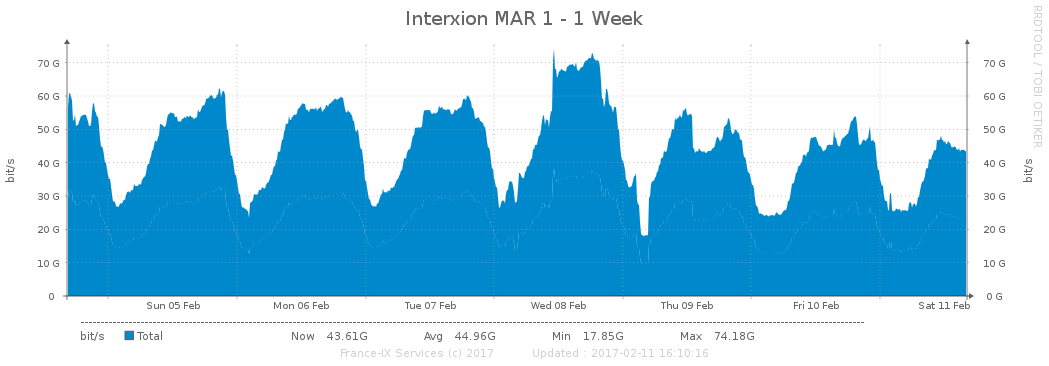 Interxion MAR 1 - 1 Week
RRDTOOL / TOBI OETIKER
bit/s
70 G 70 G
60 G 60 G
50 G 50 G
40 G 40 G
30 G 30 G
20 G 20 G
10 G 10 G
0 0 G
bit/s
Sun 05 Feb Mon 06 Feb Tue 07 Feb Wed 08 Feb Thu 09 Feb Fri 10 Feb Sat 11 Feb
bit/s Total Now 43.61G Avg 44.96G Min 17.85G Max 74.18G
France-IX Services (c) 2017 Updated : 2017-02-11 16:10:16